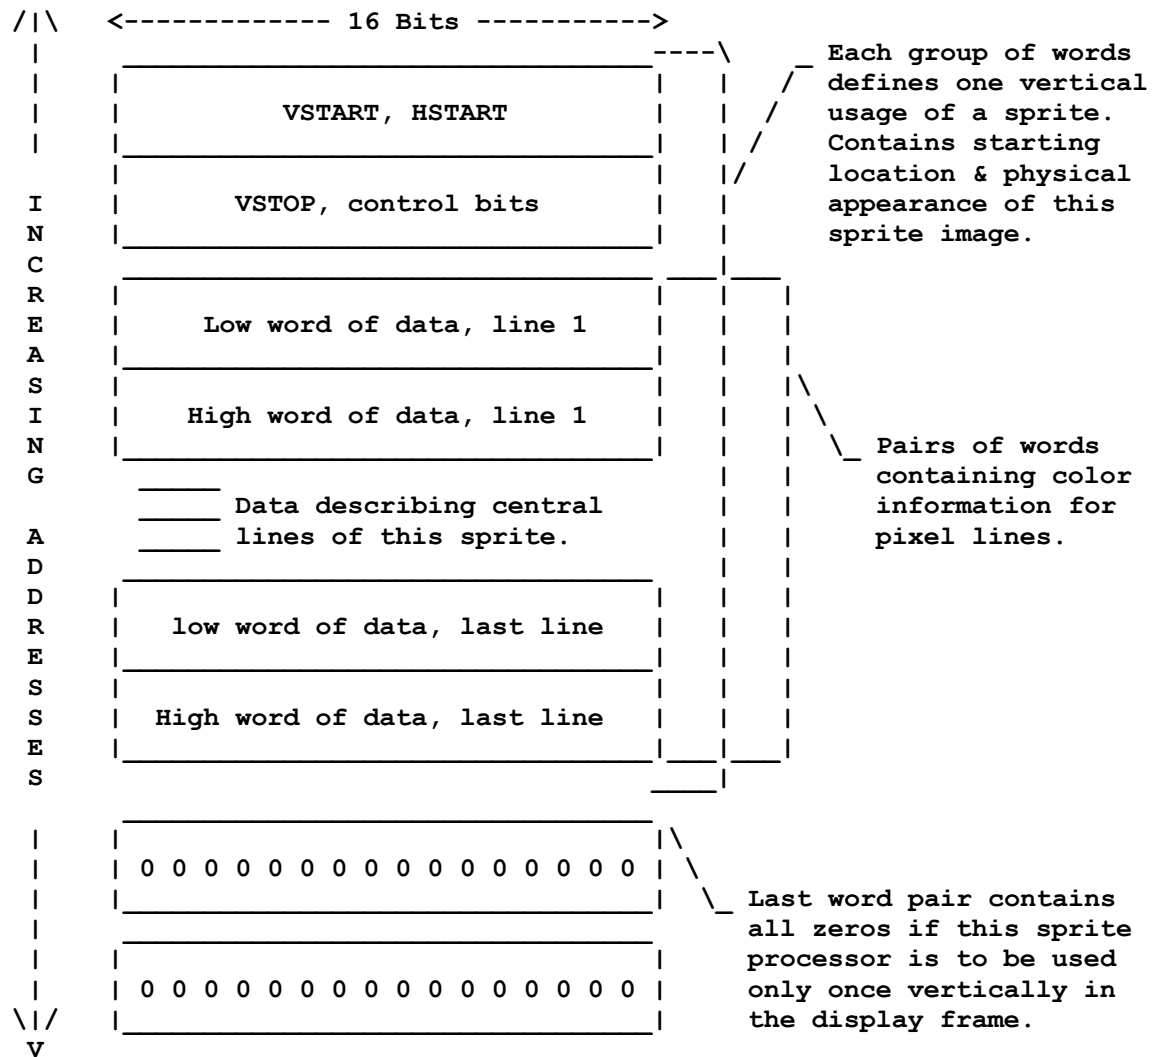 <------------- 16 Bits ----------->
Each group of words
defines one vertical
usage of a sprite.
Contains starting
location & physical
appearance of this
sprite image.
VSTART, HSTART
VSTOP, control bits
Low word of data, line 1
High word of data, line 1
Pairs of words
containing color
information for
pixel lines.
Data describing central
lines of this sprite.
low word of data, last line
High word of data, last line
0 0 0 0 0 0 0 0 0 0 0 0 0 0 0 0
0 0 0 0 0 0 0 0 0 0 0 0 0 0 0 0
Last word pair contains
all zeros if this sprite
processor is to be used
only once vertically in
the display frame.
INCREASING ADDRESSES